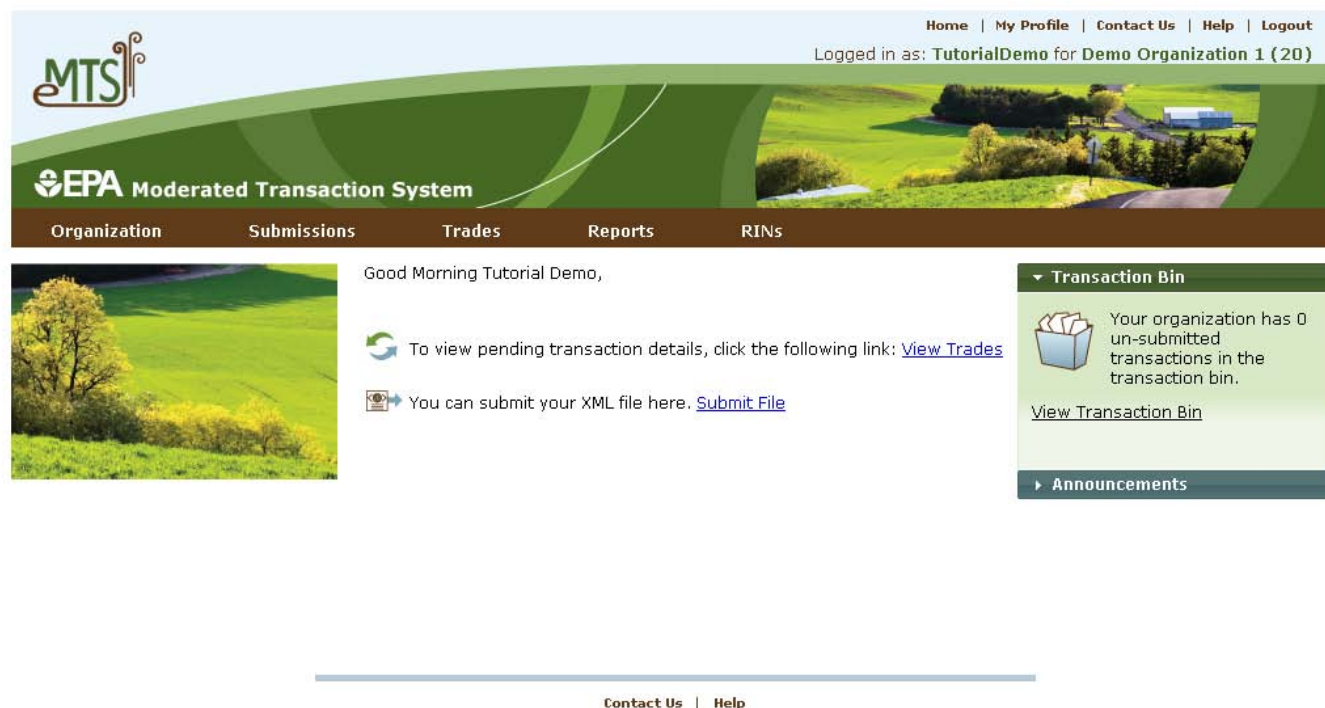 Home | My Profile | Contact Us | Help | Logout
Logged in as: TutorialDemo for Demo Organization 1 (20)
MTS
EPA Moderated Transaction System
Organization Submissions Trades Reports RINs
Good Morning Tutorial Demo,
To view pending transaction details, click the following link: View Trades
You can submit your XML file here. Submit File
Transaction Bin
Your organization has 0
un-submitted
transactions in the
transaction bin.
View Transaction Bin
Announcements
Contact Us | Help